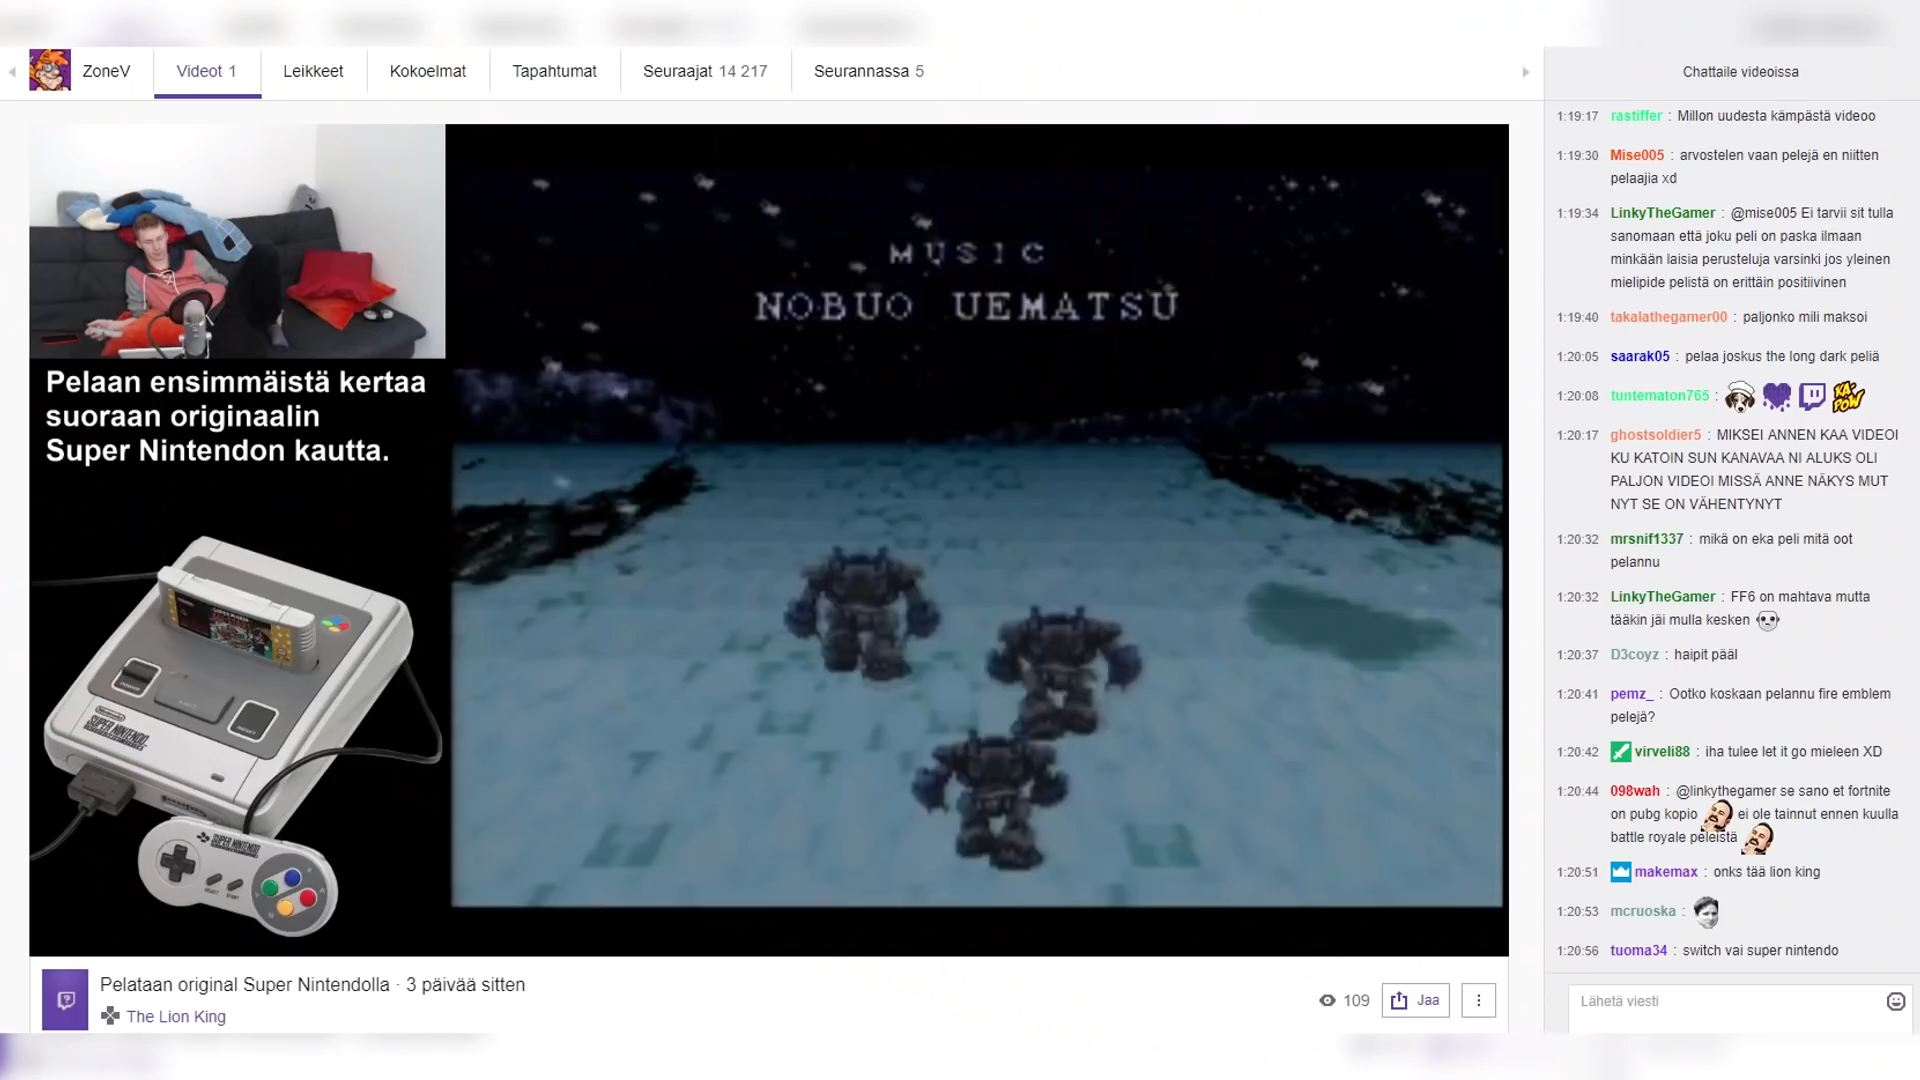 ZoneV
Videot 1
Leikkeet
Kokoelmat
Tapahtumat
Seuraajat 14 217
Seurannassa 5
Pelaan ensimmäistä kertaa
suoraan originaalin
Super Nintendon kautta.
SUPER NINTENDO
SUPER NINTENDO
MUSIC
NOBUO UEMATSU
Pelataan original Super Nintendolla · 3 päivää sitten
The Lion King
109
Jaa
Chattaile videoissa
1:19:17 rastiffer : Millon uudesta kämpästä videoo
1:19:30 Mise005 : arvostelen vaan pelejä en niitten
pelaajia xd
1:19:34 LinkyTheGamer : @mise005 Ei tarvii sit tulla
sanomaan että joku peli on paska ilmaan
minkään laisia perusteluja varsinki jos yleinen
mielipide pelistä on erittäin positiivinen
1:19:40 takalathegamer00 : paljonko mili maksoi
1:20:05 saarak05 : pelaa joskus the long dark peliä
1:20:08 tuntematon765 : KA-POW
1:20:17 ghostsoldier5 : MIKSEI ANNEN KAA VIDEOI
KU KATOIN SUN KANAVAA NI ALUKS OLI
PALJON VIDEOI MISSÄ ANNE NÄKYS MUT
NYT SE ON VÄHENTYNYT
1:20:32 mrsnif1337 : mikä on eka peli mitä oot
pelannu
1:20:32 LinkyTheGamer : FF6 on mahtava mutta
tääkin jäi mulla kesken
1:20:37 D3coyz : haipit pääl
1:20:41 pemz_ : Ootko koskaan pelannu fire emblem
pelejä?
1:20:42 virveli88 : iha tulee let it go mieleen XD
1:20:44 098wah : @linkythegamer se sano et fortnite
on pubg kopio ei ole tainnut ennen kuulla
battle royale peleistä
1:20:51 makemax : onks tää lion king
1:20:53 mcruoska :
1:20:56 tuoma34 : switch vai super nintendo
Lähetä viesti